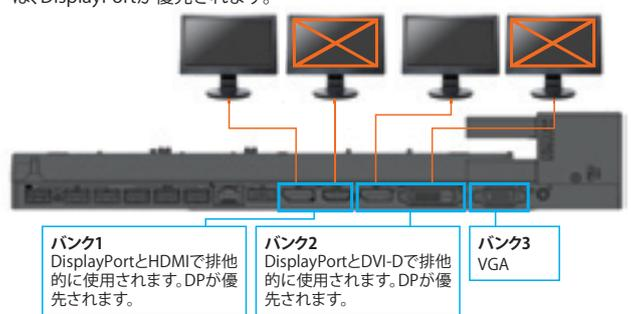 は、DisplayPortが優先されます。
バンク1
DisplayPortとHDMIで排他
的に使用されます。DPが優
先されます。
バンク2
DisplayPortとDVI-Dで排他
的に使用されます。DPが優
先されます。
バンク3
VGA